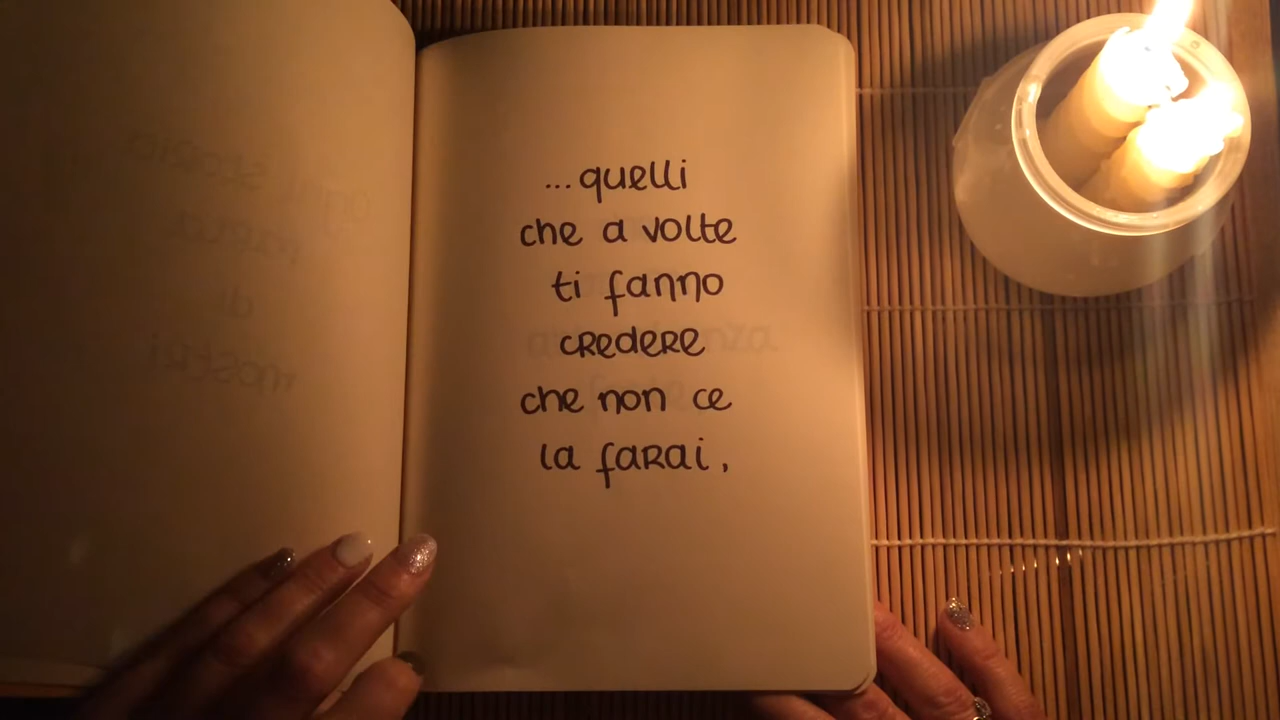 ...quelli
che a volte
ti fanno
credere
che non ce
la farai,